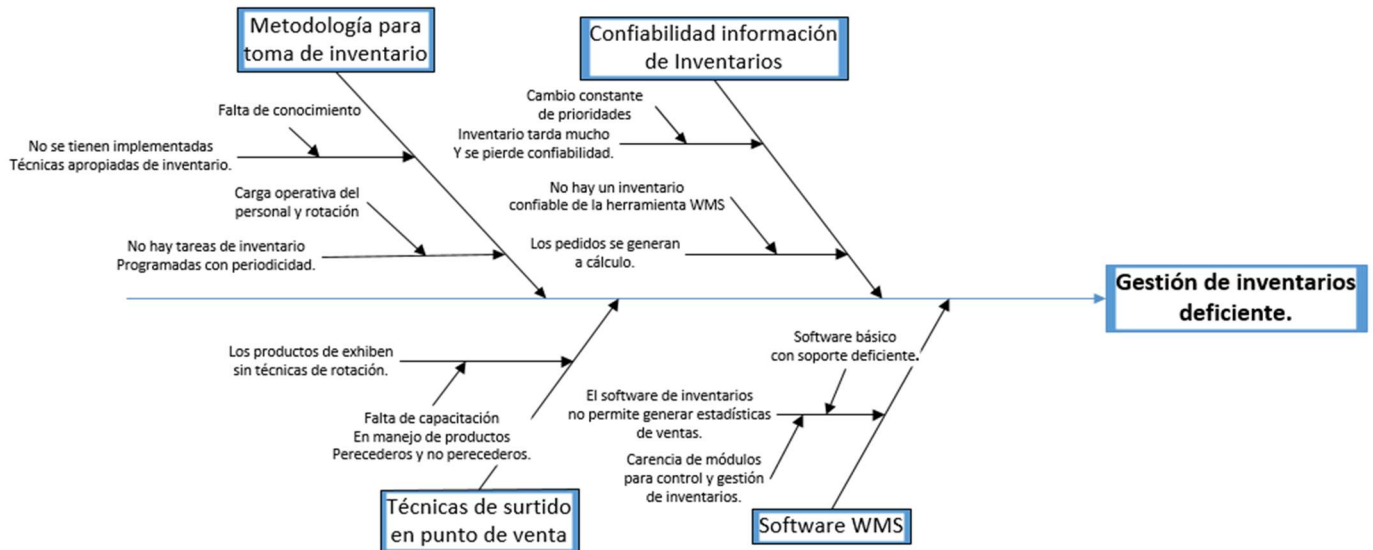 Metodología para
toma de inventario
Confiabilidad información
de Inventarios
Falta de conocimiento
No se tienen implementadas
Técnicas apropiadas de inventario.
Carga operativa del
personal y rotación
No hay tareas de inventario
Programadas con periodicidad.
Cambio constante
de prioridades
Inventario tarda mucho
Y se pierde confiabilidad.
No hay un inventario
confiable de la herramienta WMS
Los pedidos se generan
a cálculo.
Gestión de inventarios
deficiente.
Los productos de exhiben
sin técnicas de rotación.
Falta de capacitación
En manejo de productos
Perecederos y no perecederos.
Técnicas de surtido
en punto de venta
Software básico
con soporte deficiente.
El software de inventarios
no permite generar estadísticas
de ventas.
Carencia de módulos
para control y gestión
de inventarios.
Software WMS